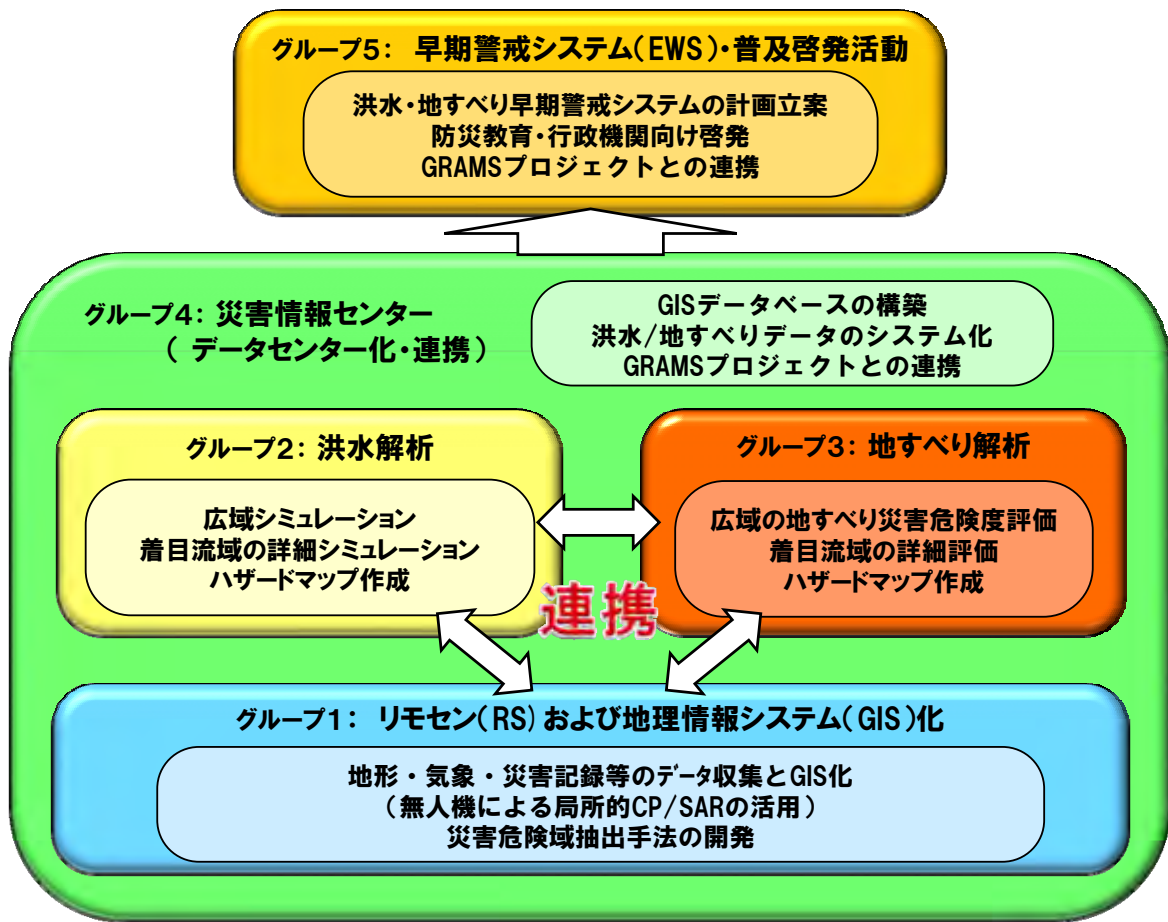 グループ5: 早期警戒システム(EWS)・普及啓発活動
洪水・地すべり早期警戒システムの計画立案
防災教育・行政機関向け啓発
GRAMSプロジェクトとの連携
グループ4: 災害情報センター
( データセンター化・連携 )
GISデータベースの構築
洪水/地すべりデータのシステム化
GRAMSプロジェクトとの連携
グループ2: 洪水解析
広域シミュレーション
着目流域の詳細シミュレーション
ハザードマップ作成
グループ3: 地すべり解析
広域の地すべり災害危険度評価
着目流域の詳細評価
ハザードマップ作成
連携
グループ1: リモセン(RS)および地理情報システム(GIS)化
地形・気象・災害記録等のデータ収集とGIS化
(無人機による局所的CP/SARの活用)
災害危険域抽出手法の開発